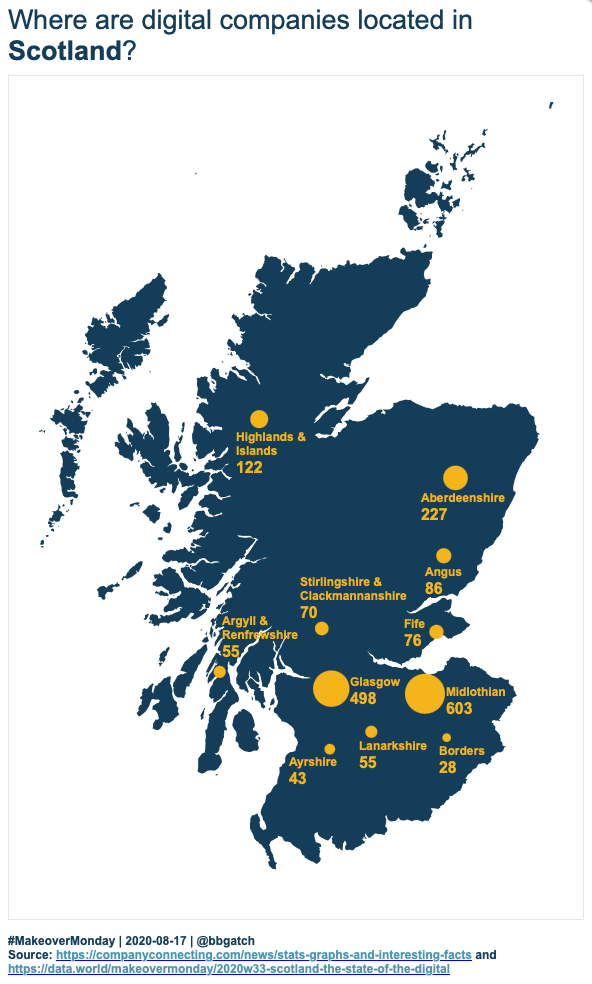 Where are digital companies located in
Scotland?
Highlands &
Islands
122
Aberdeenshire
227
Angus
86
Stirlingshire &
Clackmannanshire
70
Fife
76
Argyll &
Renfrewshire
55
Glasgow
498
Midlothian
603
Lanarkshire
55
Borders
28
Ayrshire
43
#MakeoverMonday | 2020-08-17 | @bbgatch
Source: https://companyconnecting.com/news/stats-graphs-and-interesting-facts and
https://data.world/makeovermonday/2020w33-scotland-the-state-of-the-digital